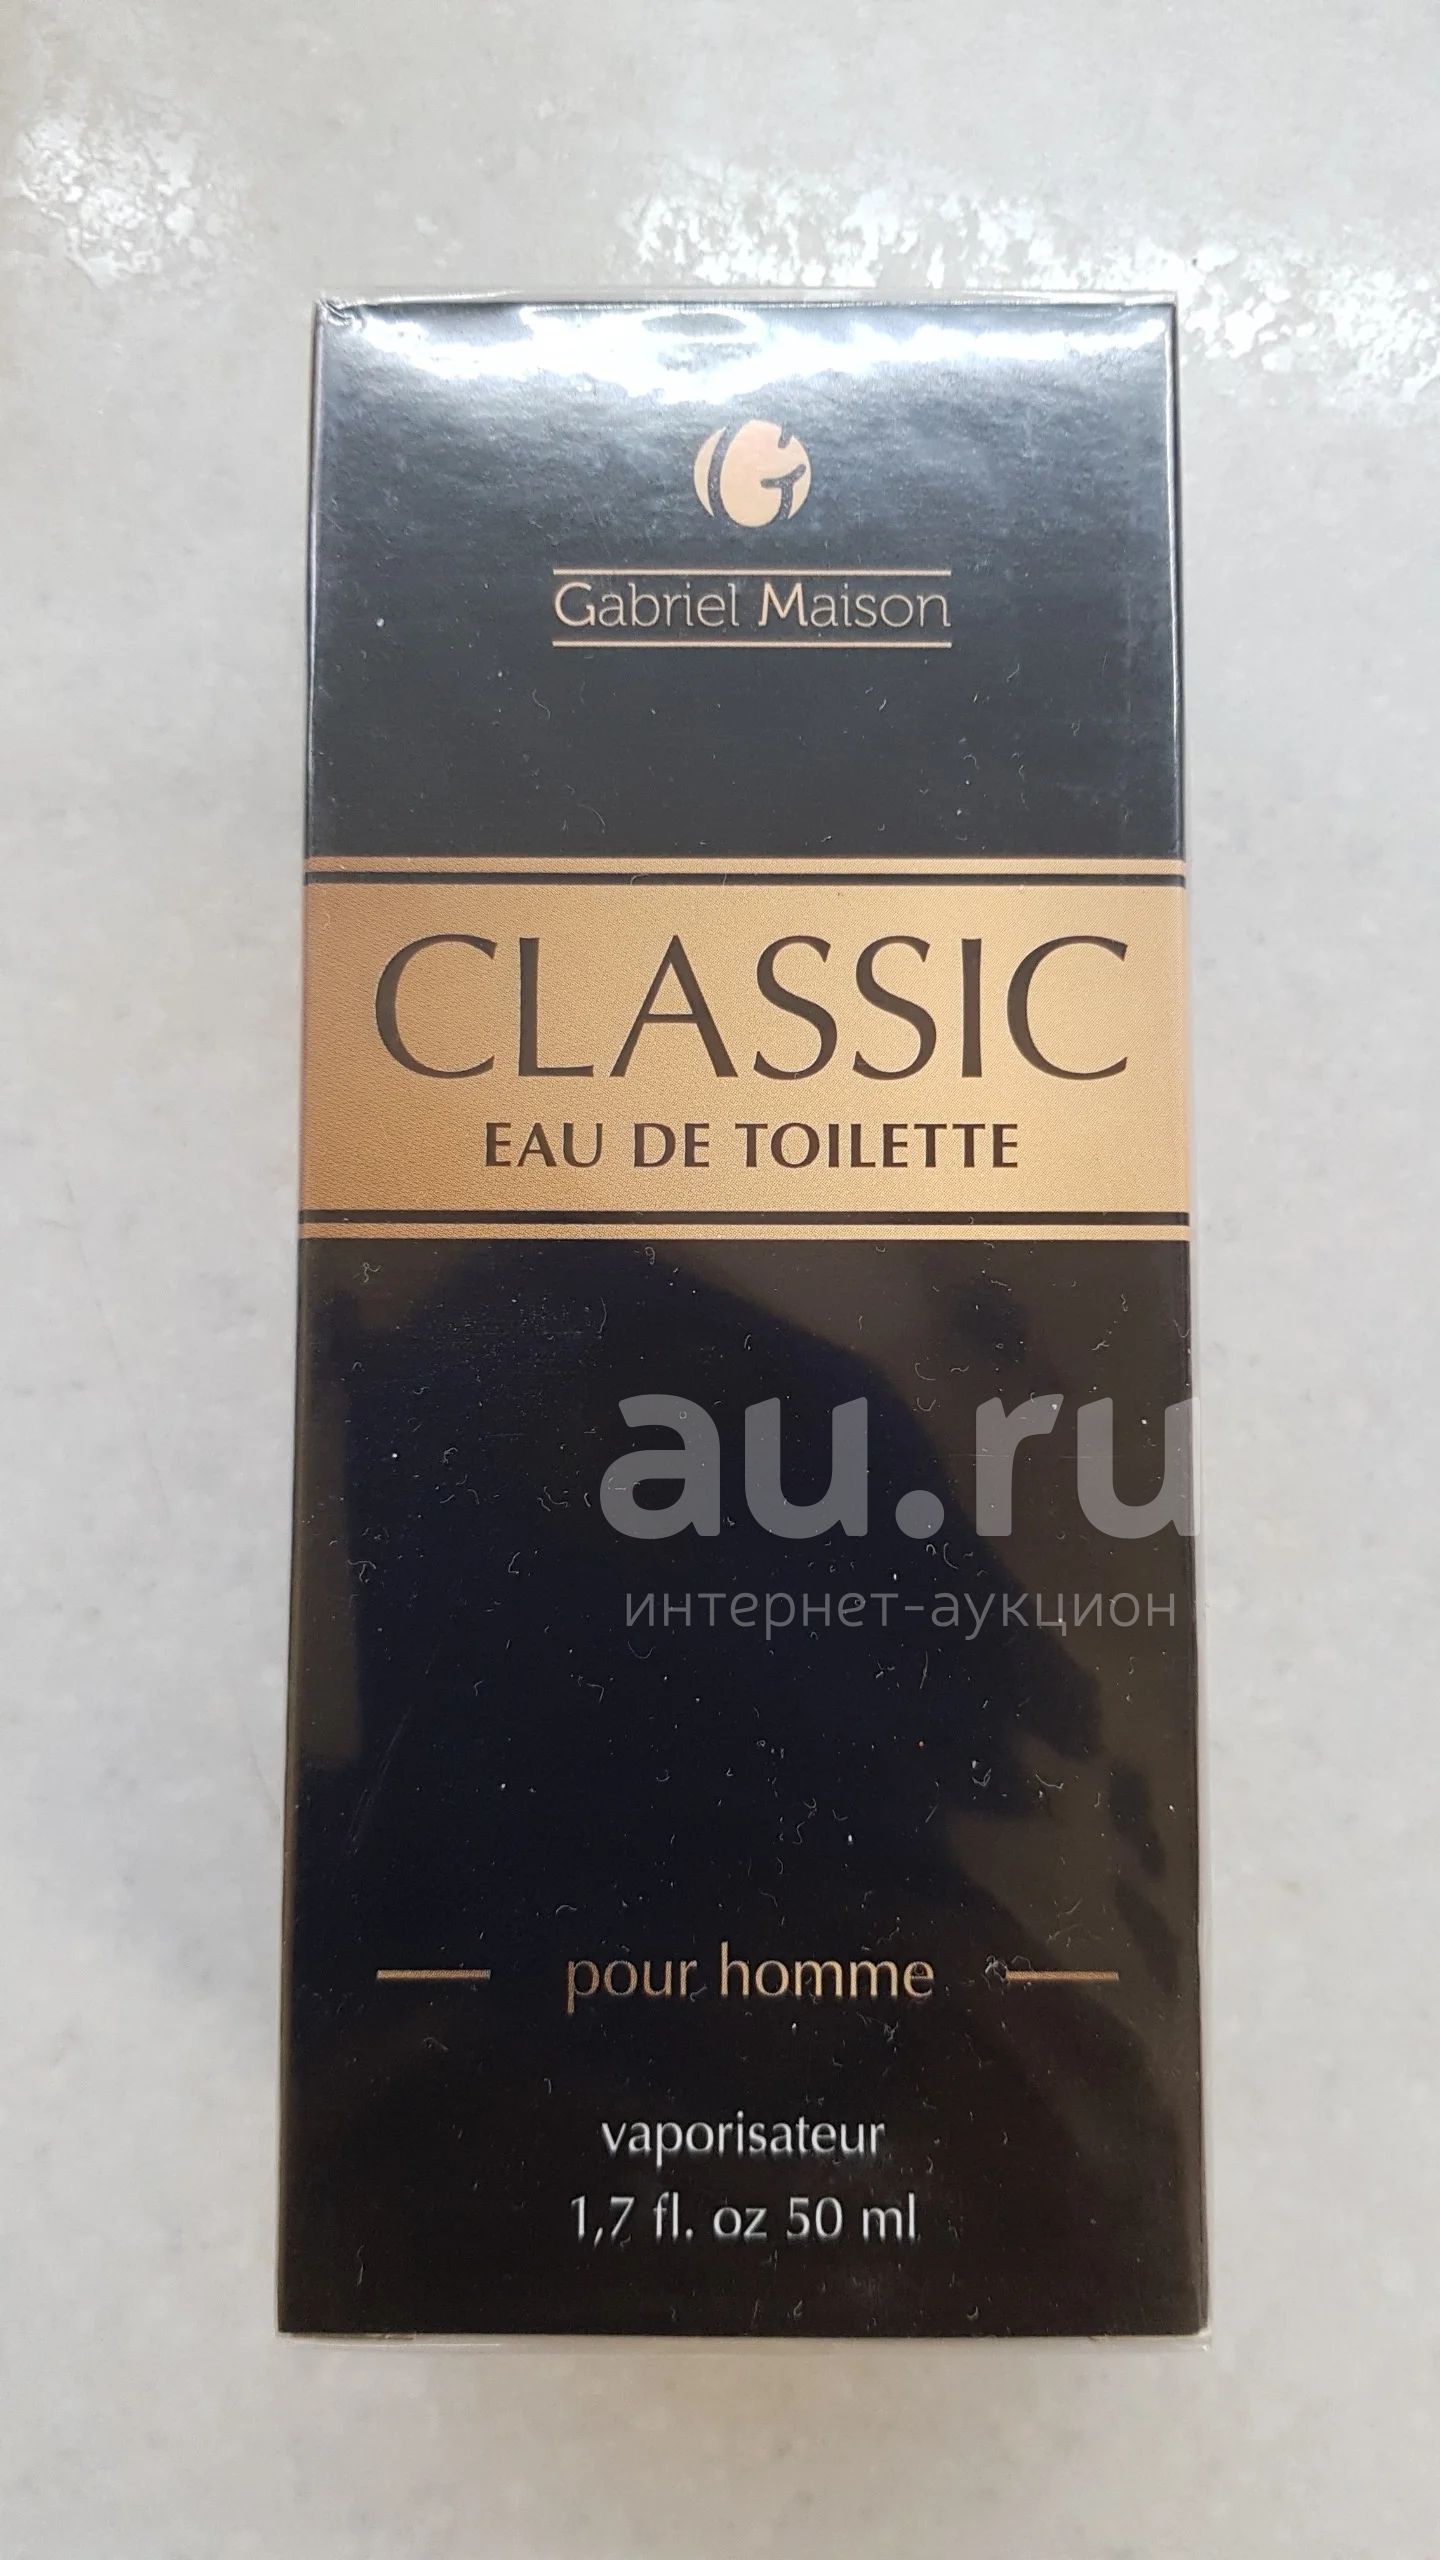 Gabriel Maison
CLASSIC
EAU DE TOILETTE
au.ru
интернет-аукцион
pour homme
vaporisateur
1,7 fl. oz 50 ml